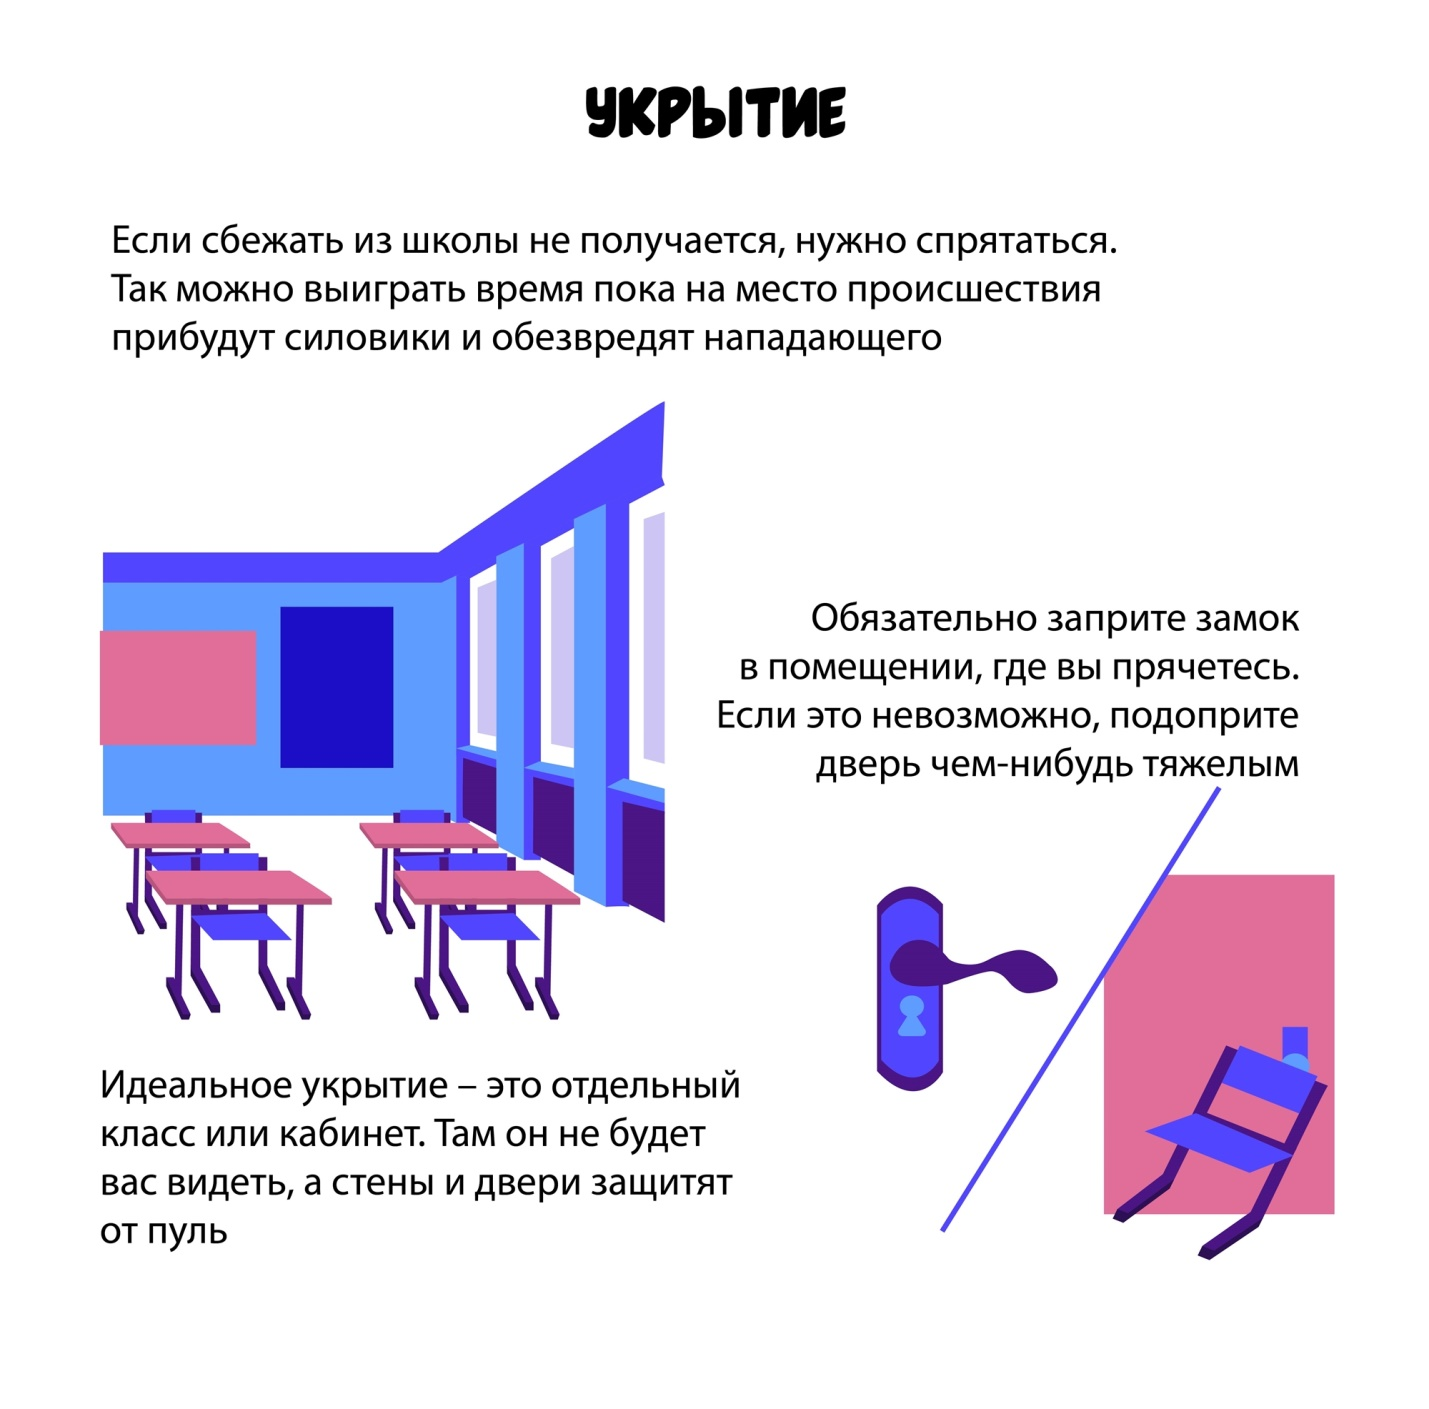 УКРЫТИЕ
Если сбежать из школы не получается, нужно спрятаться.
Так можно выиграть время пока на место происшествия
прибудут силовики и обезвредят нападающего
Обязательно заприте замок
в помещении, где вы прячетесь.
Если это невозможно, подоприте
дверь чем-нибудь тяжелым
Идеальное укрытие – это отдельный
класс или кабинет. Там он не будет
вас видеть, а стены и двери защитят
от пуль